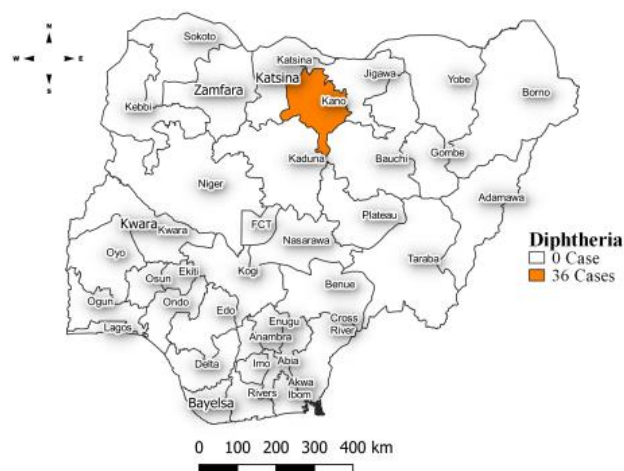 N
W E
S
Sokoto
Katsina
Katsina
Jigawa
Yobe
Zamfara
Borno
Kebbi
Kano
Kaduna
Bauchi
Gombe
Niger
Adamawa
Plateau
Kwara
Kwara
FCT
Nasarawa
Oyo
Taraba
Osun
Ekiti
Kogi
Benue
Ogun
Ondo
Edo
Lagos
Enugu
Cross
River
Anambra
Delta
Imo
Abia
Akwa
Ibom
Rivers
Bayelsa
Diphtheria
0 Case
36 Cases
0 100 200 300 400 km